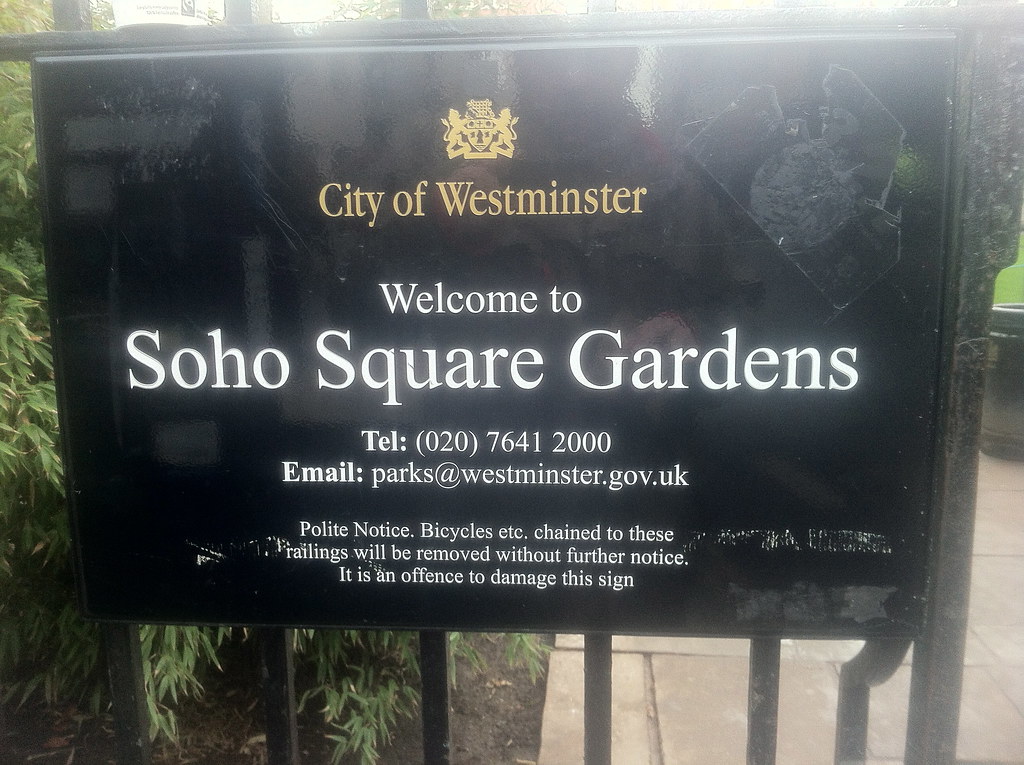 City of Westminster
Welcome to
Soho Square Gardens
Tel: (020) 7641 2000
Email: parks@westminster.gov.uk
Polite Notice. Bicycles etc. chained to these
railings will be removed without further notice.
It is an offence to damage this sign